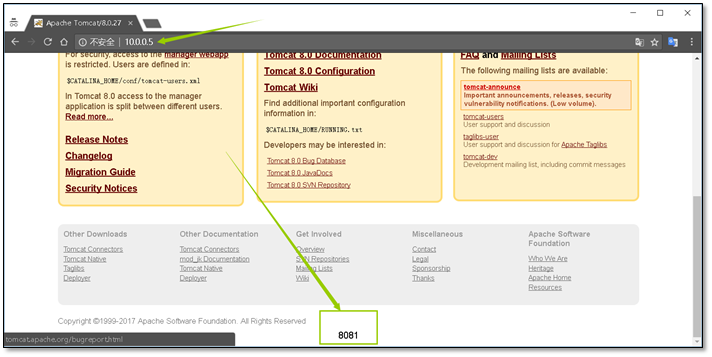 Apache Tomcat/8.0.27
不安全 | 10.0.0.5
For security, access to the manager webapp
is restricted. Users are defined in:
$CATALINA_HOME/conf/tomcat-users.xml
In Tomcat 8.0 access to the manager
application is split between different users.
Read more...
Release Notes
Changelog
Migration Guide
Security Notices
Tomcat 8.0 Documentation
Tomcat 8.0 Configuration
Tomcat Wiki
Find additional important configuration
information in:
$CATALINA_HOME/RUNNING.txt
Developers may be interested in:
Tomcat 8.0 Bug Database
Tomcat 8.0 JavaDocs
Tomcat 8.0 SVN Repository
FAQ and Mailing Lists
The following mailing lists are available:
tomcat-announce
Important announcements, releases, security
vulnerability notifications. (Low volume).
tomcat-users
User support and discussion
taglibs-user
User support and discussion for Apache Taglibs
tomcat-dev
Development mailing list, including commit messages
Other Downloads
Tomcat Connectors
Tomcat Native
Taglibs
Deployer
Other Documentation
Tomcat Connectors
mod_jk Documentation
Tomcat Native
Deployer
Get Involved
Overview
SVN Repositories
Mailing Lists
Wiki
Miscellaneous
Contact
Legal
Sponsorship
Thanks
Apache Software
Foundation
Who We Are
Heritage
Apache Home
Resources
Copyright ©1999-2017 Apache Software Foundation. All Rights Reserved
8081
tomcat.apache.org/bugreport.html